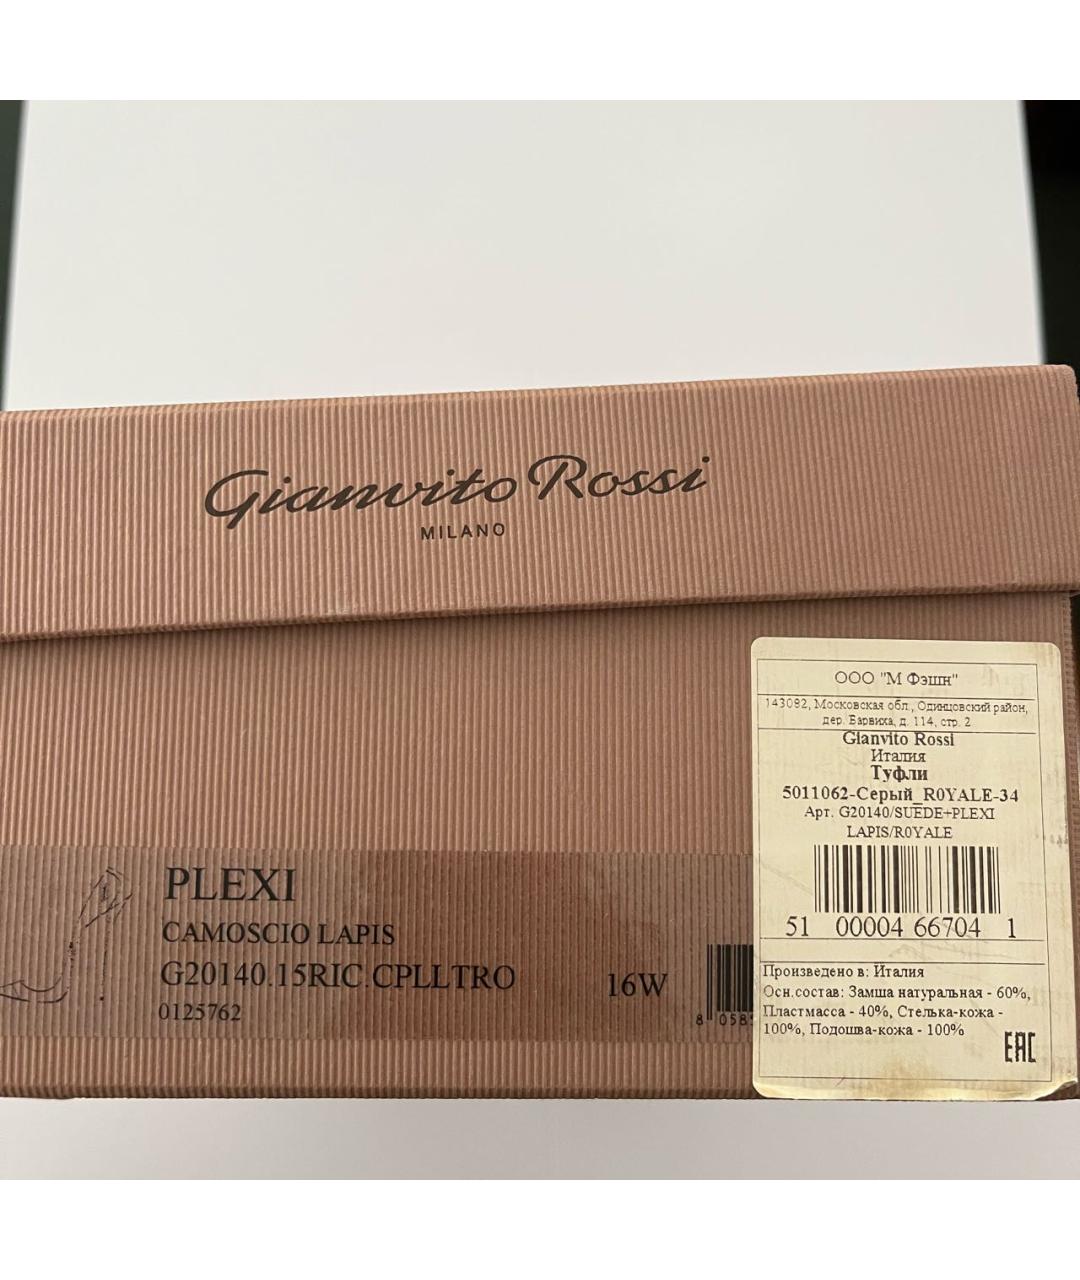 Gianvito Rossi
MILANO
ООО "М Фэшн"
143082, Московская обл., Одинцовский район,
дер. Барвиха, д. 114, стр. 2
Gianvito Rossi
Италия
Туфли
5011062-Серый_R0YALE-34
Арт. G20140/SUEDE+PLEXI
LAPIS/R0YALE
51 00004 66704 1
Произведено в: Италия
Осн.состав: Замша натуральная - 60%,
Пластмасса - 40%, Стелька-кожа -
100%, Подошва-кожа - 100%
EAC
PLEXI
CAMOSCIO LAPIS
G20140.15RIC.CPLLTRO
16W
0125762
8 058